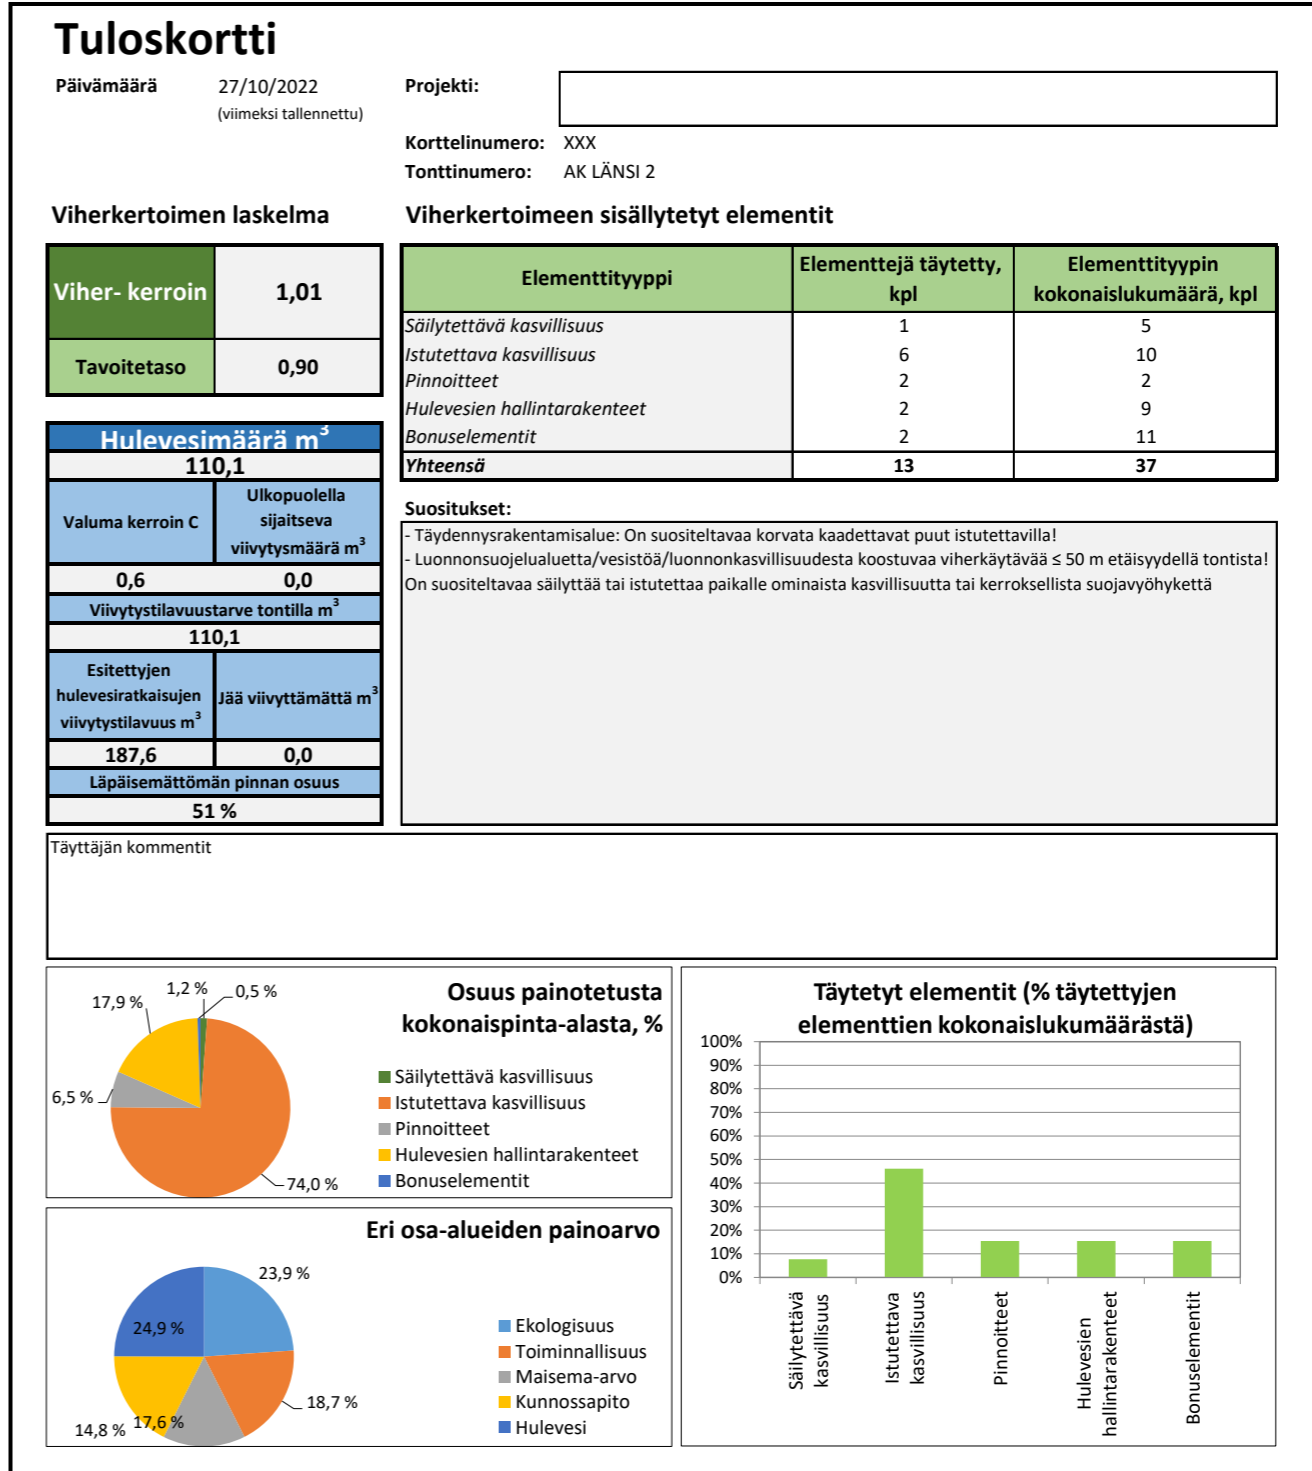 Tuloskortti
Päivämäärä 27/10/2022 Projekti:
(viimeksi tallennettu)
Korttelinumero: XXX
Tonttinumero: AK LÄNSI 2
Viherkertoimen laskelma
Viher- kerroin 1,01
Tavoitetaso 0,90
Hulevesimäärä m³
110,1
Valuma kerroin C
Ulkopuolella
sijaitseva
viivytysmäärä m³
0,6 0,0
Viivytystilavuustarve tontilla m³
110,1
Esitettyjen
hulevesiratkaisujen
viivytystilavuus m³
Jää viivyttämättä m³
187,6 0,0
Läpäisemättömän pinnan osuus
51 %
Viherkertoimeen sisällytetyt elementit
Elementtityyppi
Elementtejä täytetty,
kpl
Elementtityypin
kokonaislukumäärä, kpl
Säilytettävä kasvillisuus 1 5
Istutettava kasvillisuus 6 10
Pinnoitteet 2 2
Hulevesien hallintarakenteet 2 9
Bonuselementit 2 11
Yhteensä 13 37
Suositukset:
- Täydennysrakentamisalue: On suositeltavaa korvata kaadettavat puut istutettavilla!
- Luonnonsuojelualuetta/vesistöä/luonnonkasvillisuudesta koostuvaa viherkäytävää ≤ 50 m etäisyydellä tontista!
On suositeltavaa säilyttää tai istutettaa paikalle ominaista kasvillisuutta tai kerroksellista suojavyöhykettä
Täyttäjän kommentit
Osuus painotetusta
kokonaispinta-alasta, %
17,9 %
1,2 %
0,5 %
6,5 %
74,0 %
Säilytettävä kasvillisuus
Istutettava kasvillisuus
Pinnoitteet
Hulevesien hallintarakenteet
Bonuselementit
Eri osa-alueiden painoarvo
23,9 %
24,9 %
18,7 %
14,8 %
17,6 %
Ekologisuus
Toiminnallisuus
Maisema-arvo
Kunnossapito
Hulevesi
Täytetyt elementit (% täytettyjen
elementtien kokonaislukumäärästä)
100%
90%
80%
70%
60%
50%
40%
30%
20%
10%
0%
Säilytettävä
kasvillisuus
Istutettava
kasvillisuus
Pinnoitteet
Hulevesien
hallintarakenteet
Bonuselementit